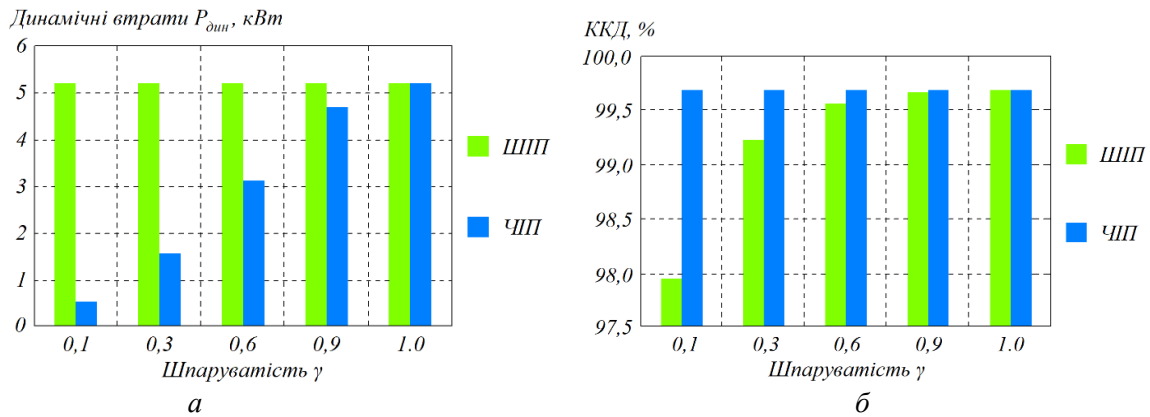 Динамічні втрати Pдин, кВт
6
5
4
3
2
1
0
0,1 0,3 0,6 0,9 1.0
Шпаруватість γ
ШІП
ЧІП
а
ККД, %
100,0
99,5
99,0
98,5
98,0
97,5
0,1 0,3 0,6 0,9 1.0
Шпаруватість γ
ШІП
ЧІП
б